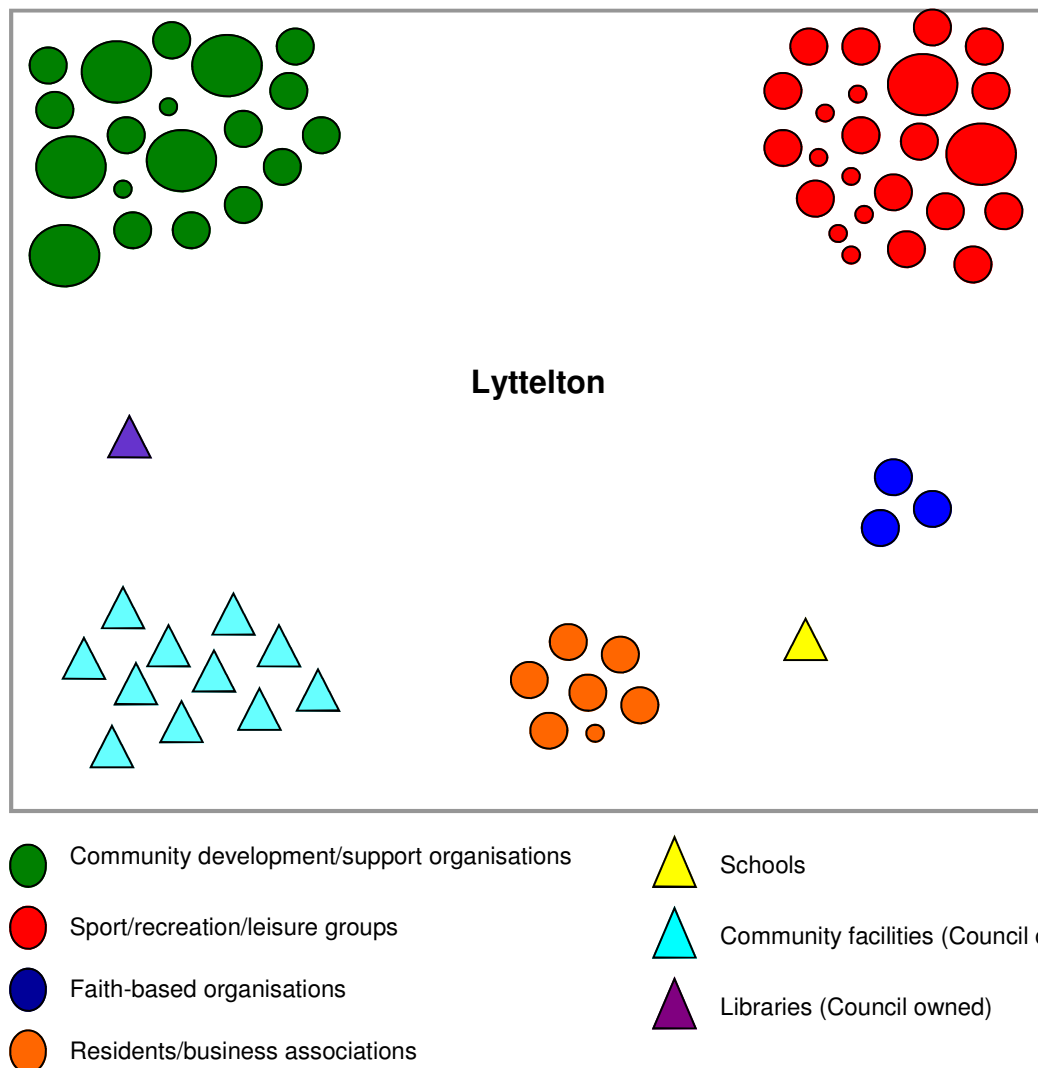 Lyttelton
Community development/support organisations
Sport/recreation/leisure groups
Faith-based organisations
Residents/business associations
Schools
Community facilities (Council
Libraries (Council owned)